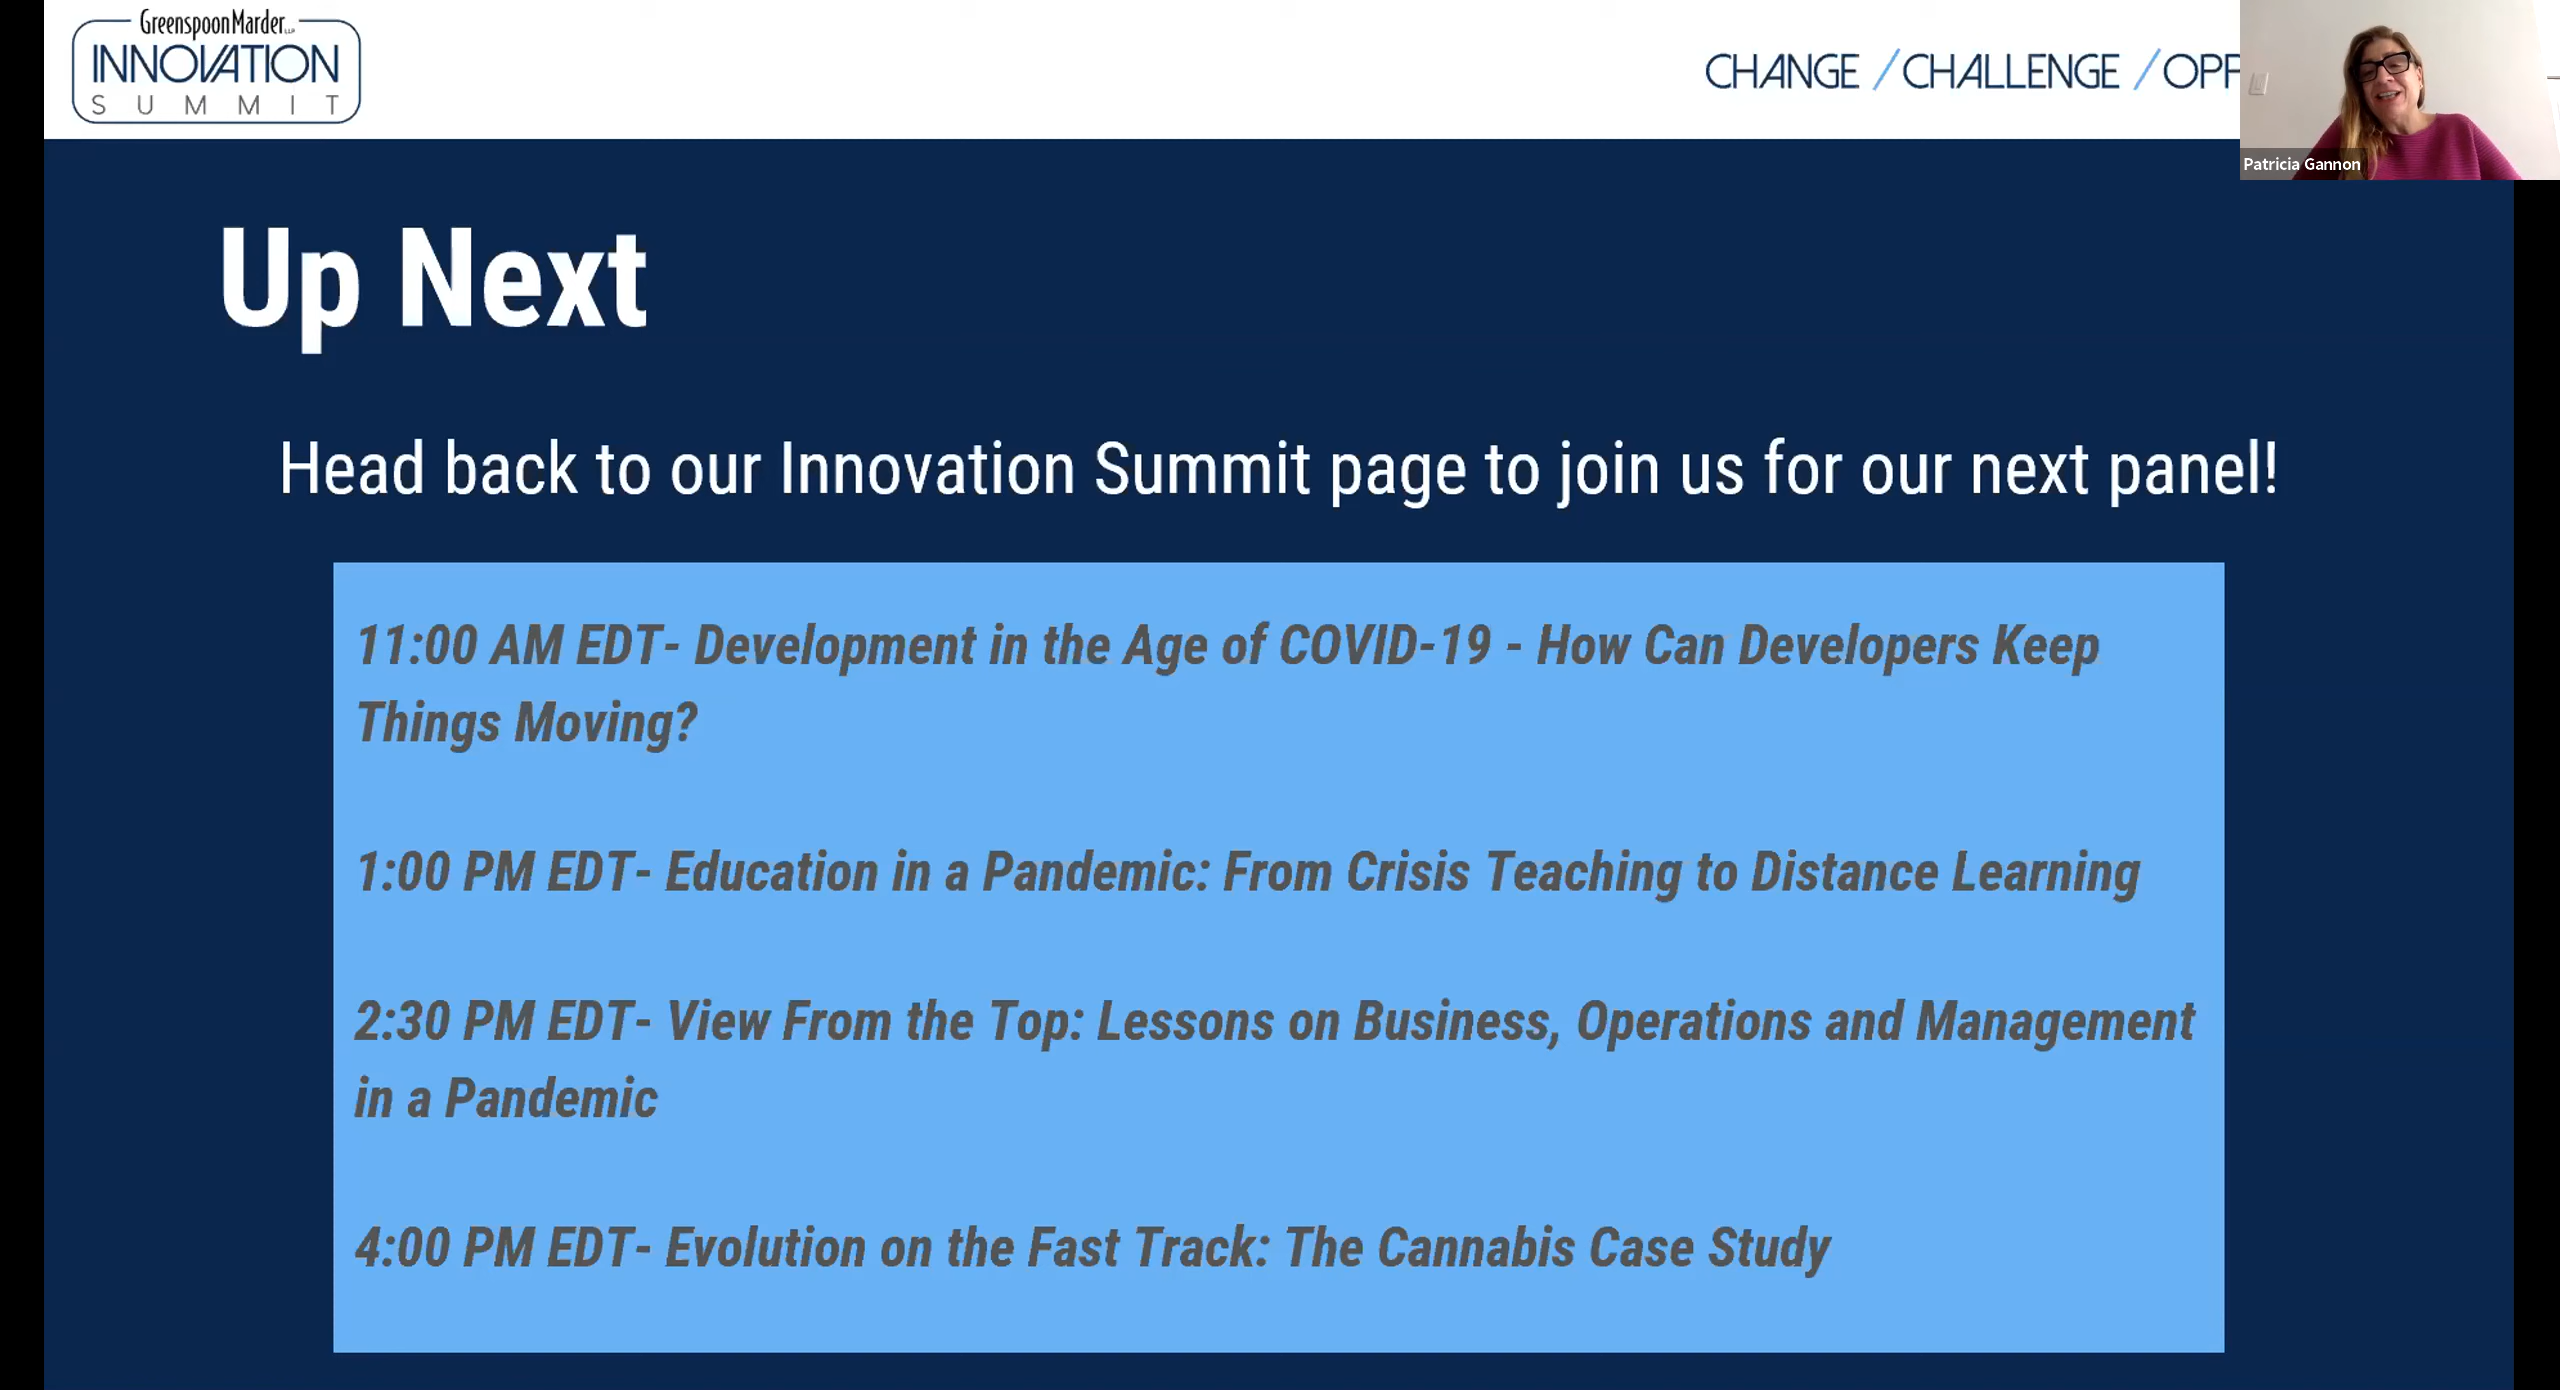 GreenspoonMarder LLP
INNOVATION
SUMMIT
CHANGE / CHALLENGE / OPP
Patricia Gannon
Up Next
Head back to our Innovation Summit page to join us for our next panel!
11:00 AM EDT- Development in the Age of COVID-19 - How Can Developers Keep
Things Moving?
1:00 PM EDT- Education in a Pandemic: From Crisis Teaching to Distance Learning
2:30 PM EDT- View From the Top: Lessons on Business, Operations and Management
in a Pandemic
4:00 PM EDT- Evolution on the Fast Track: The Cannabis Case Study